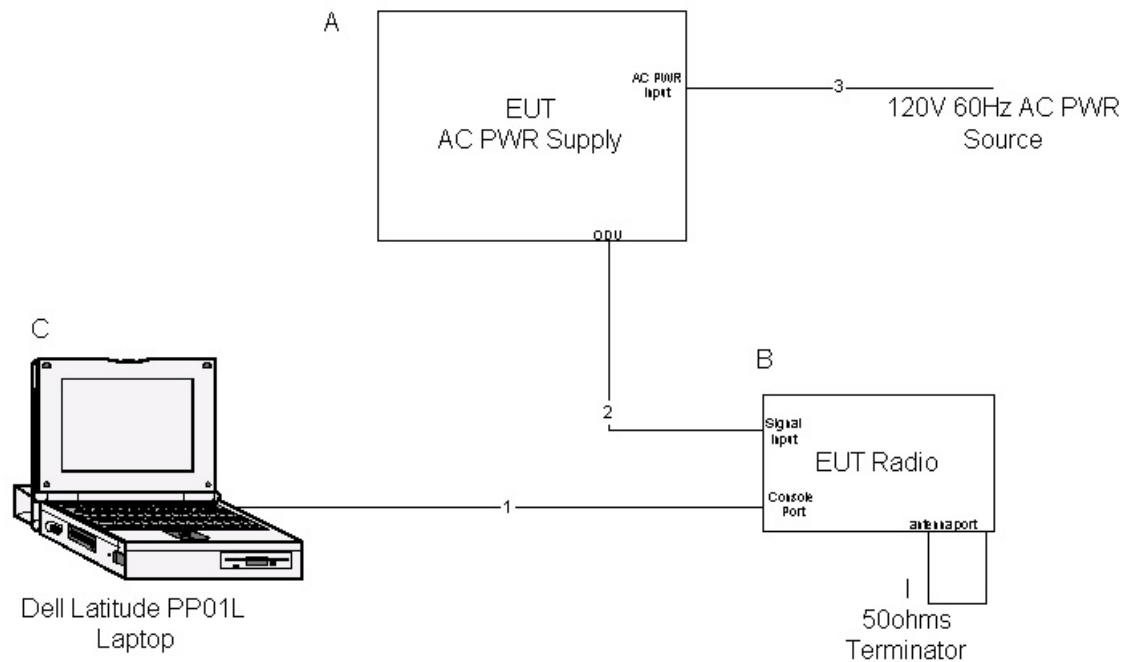 A
EUT
AC PWR Supply
AC PWR
Input
3
120V 60Hz AC PWR
Source
ODU
C
B
2
Signal
Input
EUT Radio
Console
Port
1
antenna port
Dell Latitude PP01L
Laptop
I
50ohms
Terminator